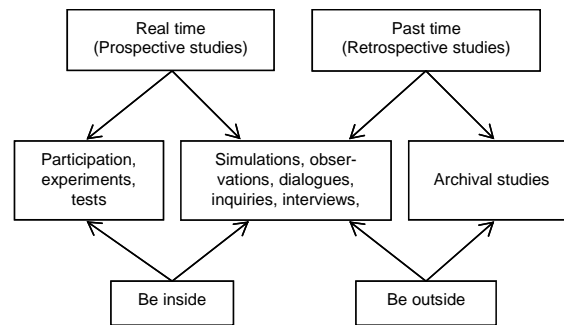 Real time
(Prospective studies)
Past time
(Retrospective studies)
Participation,
experiments,
tests
Simulations, obser-
vations, dialogues,
inquiries, interviews,
Archival studies
Be inside
Be outside